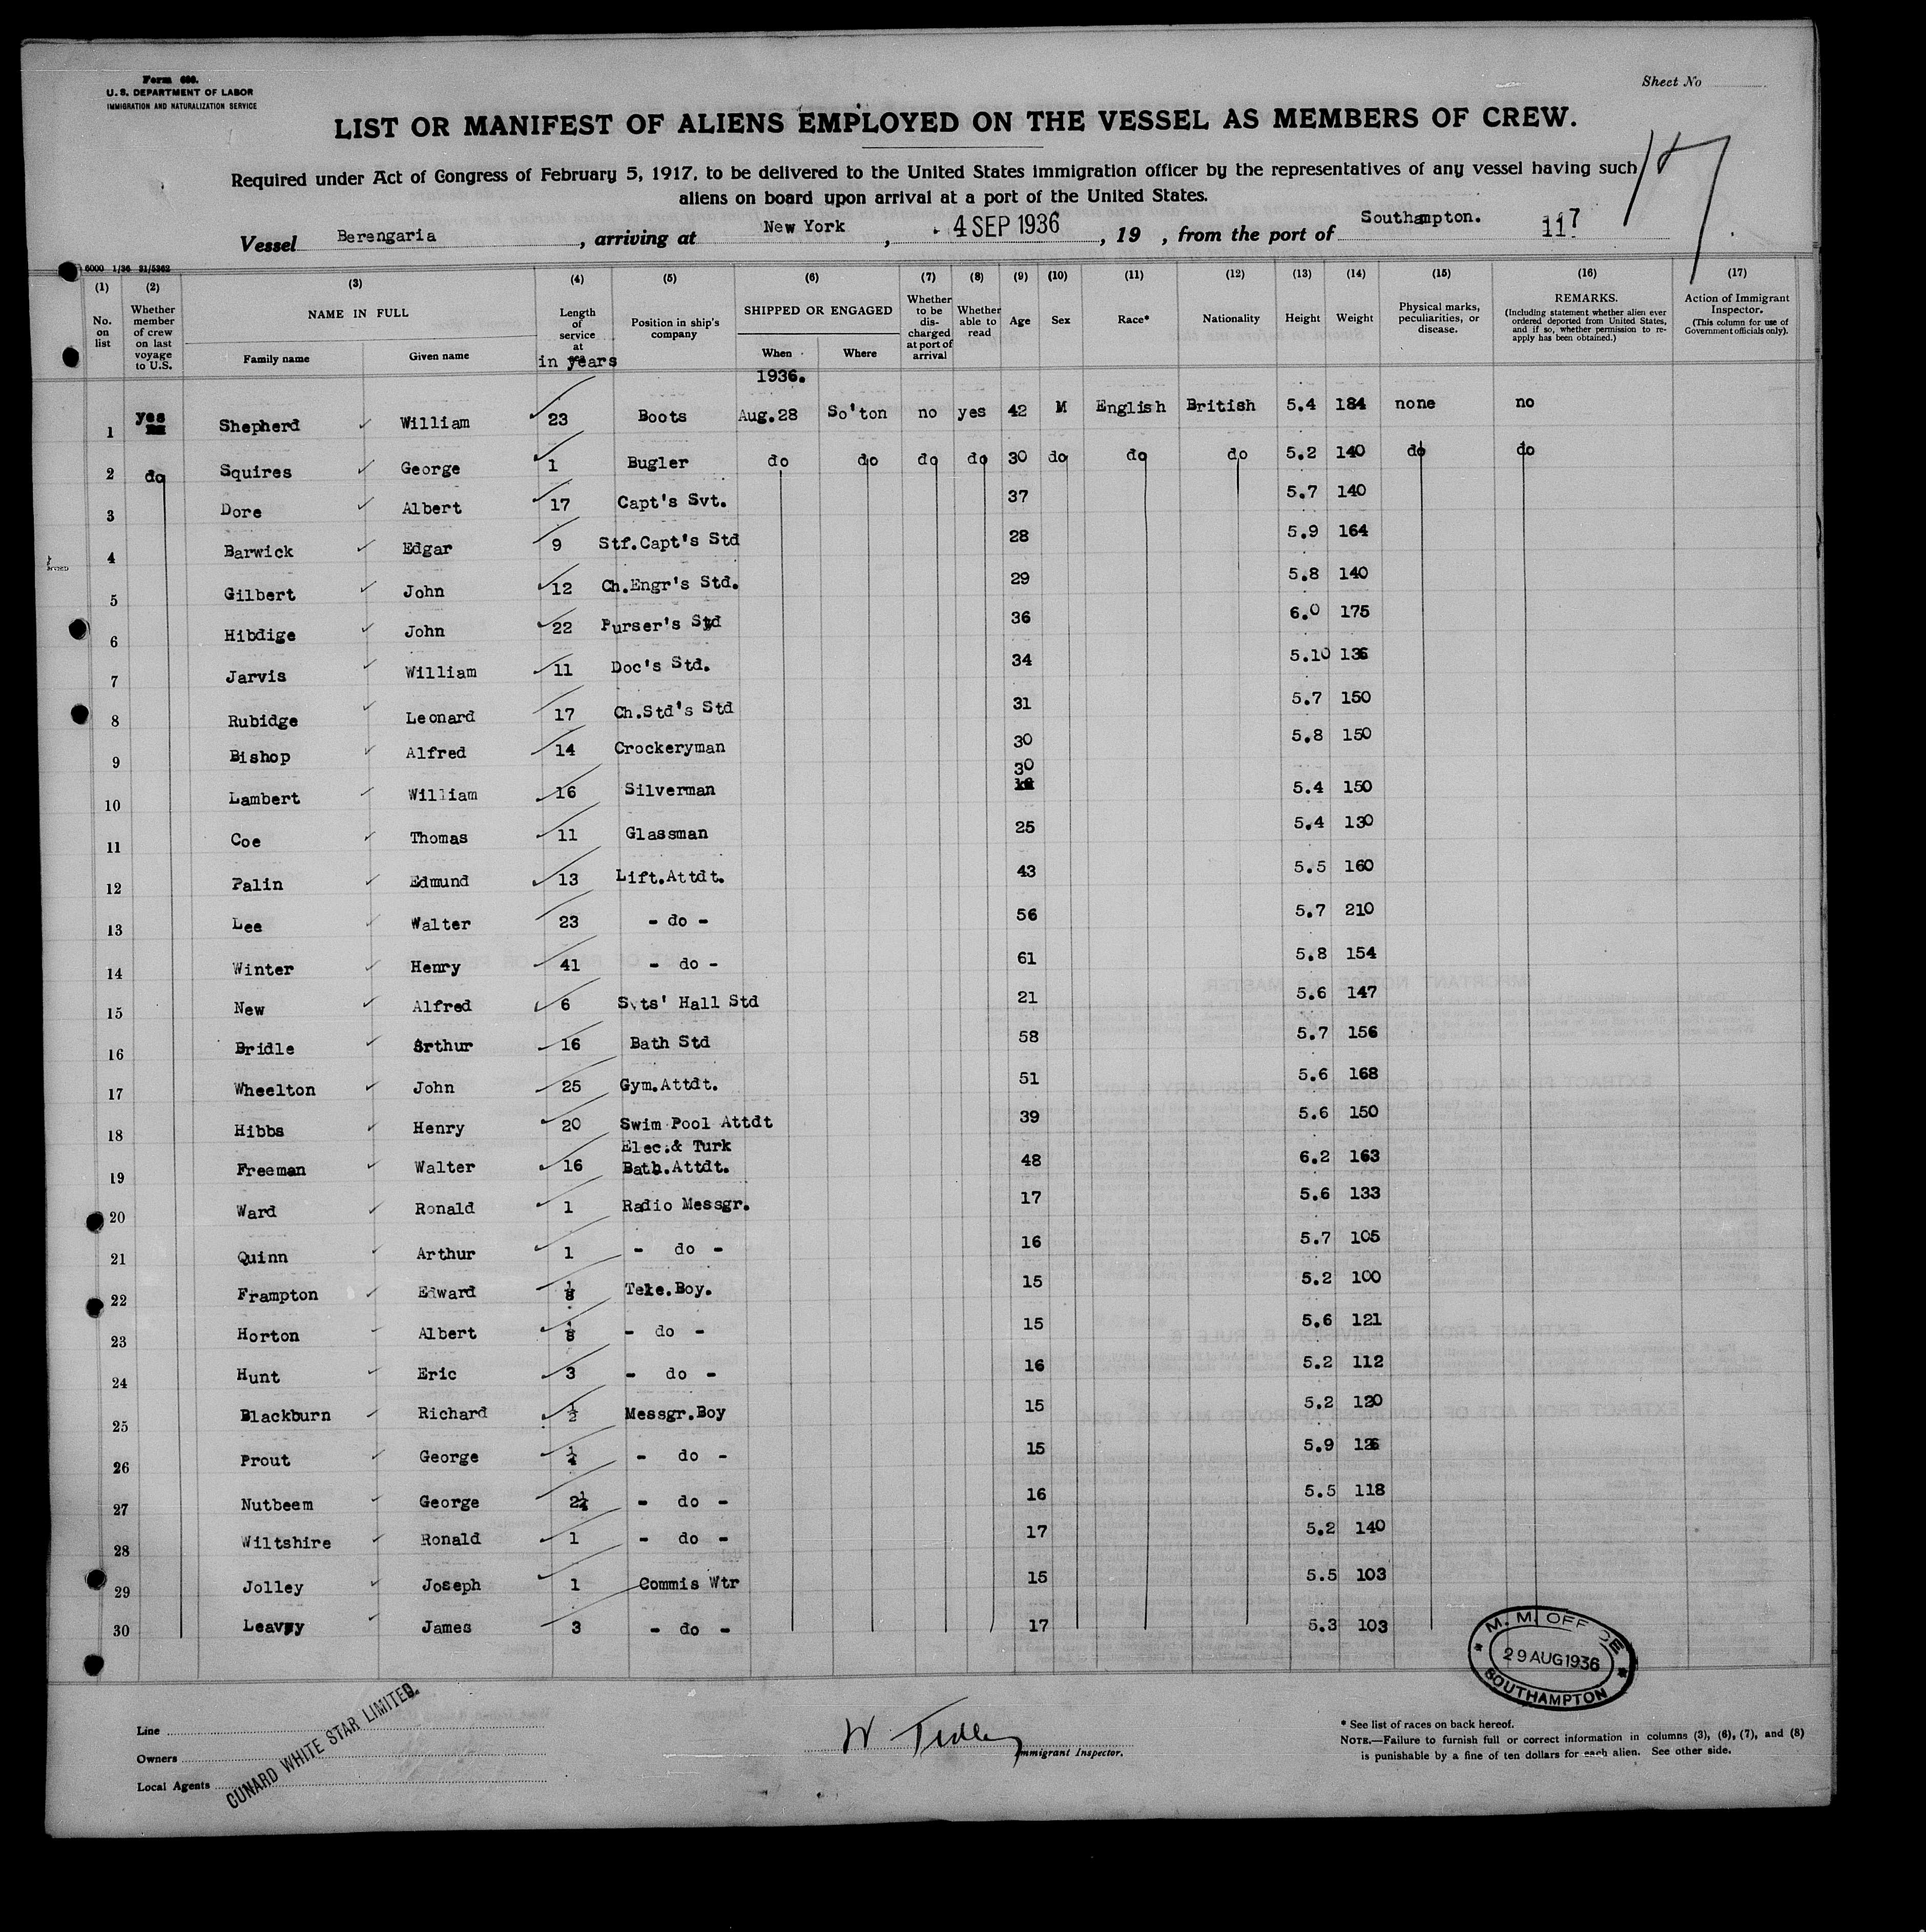 Form 680.
U. S. DEPARTMENT OF LABOR
IMMIGRATION AND NATURALIZATION SERVICE
Sheet No
LIST OR MANIFEST OF ALIENS EMPLOYED ON THE VESSEL AS MEMBERS OF CREW.
Required under Act of Congress of February 5, 1917, to be delivered to the United States immigration officer by the representatives of any vessel having such
aliens on board upon arrival at a port of the United States.
Vessel Berengaria, arriving at New York, 4 SEP 1936, 19 , from the port of Southampton. 117
6000 1/36 31/5362
(1) (2) (3) (4) (5) (6) (7) (8) (9) (10) (11) (12) (13) (14) (15) (16) (17)
No. on list
Whether member of crew on last voyage to U.S.
NAME IN FULL
Family name Given name
Length of service at
in years
Position in ship's company
SHIPPED OR ENGAGED
When Where
1936.
Whether to be discharged at port of arrival
Whether able to read
Age Sex Race* Nationality Height Weight
Physical marks, peculiarities, or disease.
REMARKS.
(Including statement whether alien ever ordered deported from United States, and if so, whether permission to re-apply has been obtained.)
Action of Immigrant Inspector.
(This column for use of Government officials only).
1 yes Shepherd William 23 Boots Aug.28 So'ton no yes 42 M English British 5.4 184 none no
2 do Squires George 1 Bugler do do do do 30 do do do 5.2 140 do do
3 Dore Albert 17 Capt's Svt. 37 5.7 140
4 Barwick Edgar 9 Stf.Capt's Std 28 5.9 164
5 Gilbert John 12 Ch.Engr's Std. 29 5.8 140
6 Hibdige John 22 Purser's Std 36 6.0 175
7 Jarvis William 11 Doc's Std. 34 5.10 136
8 Rubidge Leonard 17 Ch.Std's Std 31 5.7 150
9 Bishop Alfred 14 Crockeryman 30 5.8 150
10 Lambert William 16 Silverman 30 5.4 150
11 Coe Thomas 11 Glassman 25 5.4 130
12 Palin Edmund 13 Lift.Attdt. 43 5.5 160
13 Lee Walter 23 - do - 56 5.7 210
14 Winter Henry 41 - do - 61 5.8 154
15 New Alfred 6 Svts' Hall Std 21 5.6 147
16 Bridle Arthur 16 Bath Std 58 5.7 156
17 Wheelton John 25 Gym.Attdt. 51 5.6 168
18 Hibbs Henry 20 Swim Pool Attdt 39 5.6 150
19 Freeman Walter 16 Elec.& Turk Bath.Attdt. 48 6.2 163
20 Ward Ronald 1 Radio Messgr. 17 5.6 133
21 Quinn Arthur 1 - do - 16 5.7 105
22 Frampton Edward 1/8 Tele.Boy. 15 5.2 100
23 Horton Albert 1/8 - do - 15 5.6 121
24 Hunt Eric 3 - do - 16 5.2 112
25 Blackburn Richard 1/2 Messgr.Boy 15 5.2 120
26 Prout George 1/4 - do - 15 5.9 126
27 Nutbeem George 2 1/4 - do - 16 5.5 118
28 Wiltshire Ronald 1 - do - 17 5.2 140
29 Jolley Joseph 1 Commis Wtr 15 5.5 103
30 Leavey James 3 - do - 17 5.3 103
M. M. OFFICE
29 AUG 1936
SOUTHAMPTON
Line
Owners
Local Agents
CUNARD WHITE STAR LIMITED.
Immigrant Inspector.
* See list of races on back hereof.
NOTE.—Failure to furnish full or correct information in columns (3), (6), (7), and (8)
is punishable by a fine of ten dollars for each alien. See other side.